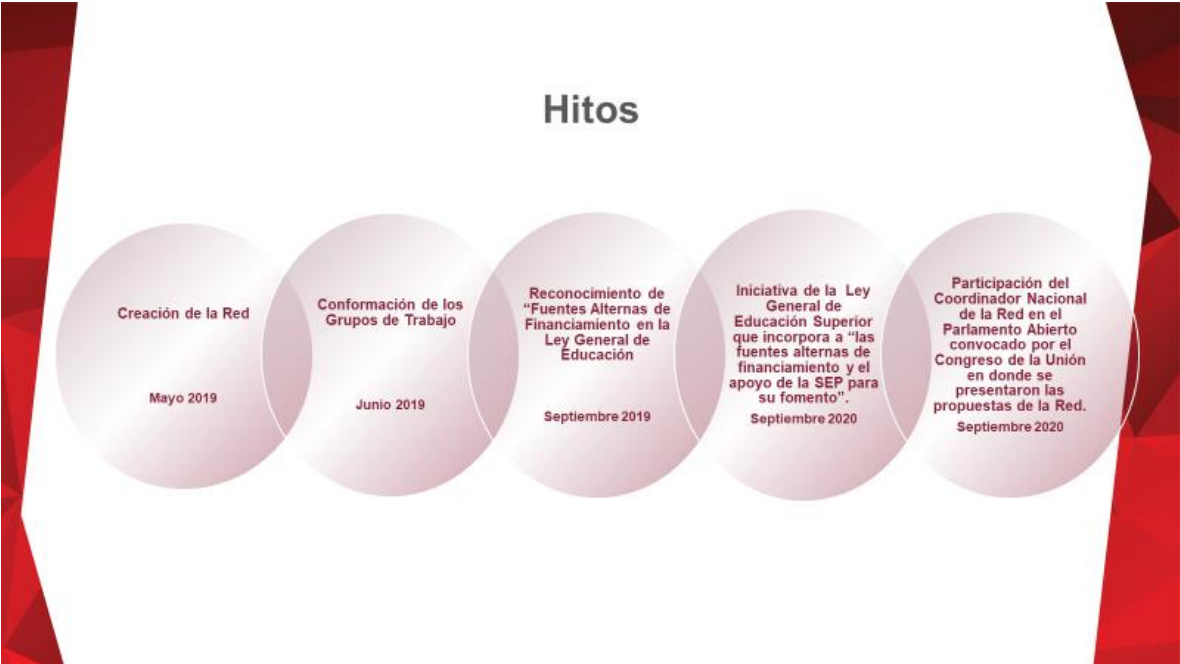 Hitos
Creación de la Red
Mayo 2019
Conformación de los
Grupos de Trabajo
Junio 2019
Reconocimiento de
“Fuentes Alternas de
Financiamiento en la
Ley General de
Educación
Septiembre 2019
Iniciativa de la Ley
General de
Educación Superior
que incorpora a “las
fuentes alternas de
financiamiento y el
apoyo de la SEP para
su fomento”.
Septiembre 2020
Participación del
Coordinador Nacional
de la Red en el
Parlamento Abierto
convocado por el
Congreso de la Unión
en donde se
presentaron las
propuestas de la Red.
Septiembre 2020